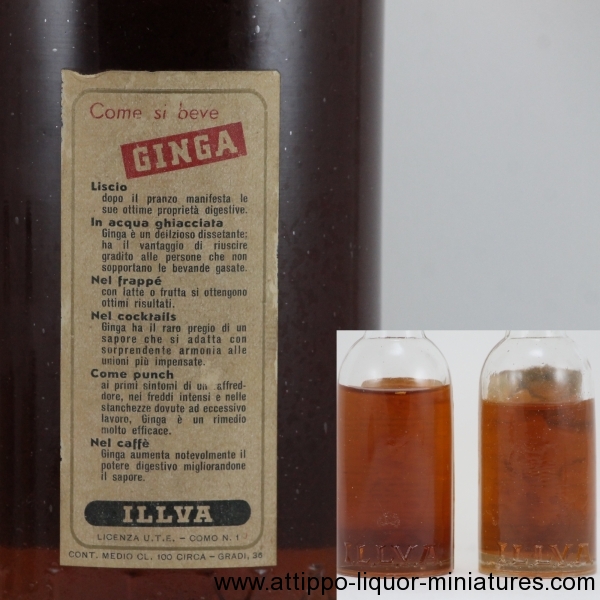 Come si beve
GINGA
Liscio
dopo il pranzo manifesta le
sue ottime proprietà digestive.
In acqua ghiacciata
Ginga è un deilzioso dissetante:
ha il vantaggio di riuscire
gradito alle persone che non
sopportano le bevande gasate.
Nel frappé
con latte o frutta si ottengono
ottimi risultati.
Nel cocktails
Ginga ha il raro pregio di un
sapore che si adatta con
sorprendente armonia alle
unioni più impensate.
Come punch
ai primi sintomi di un affred-
dore, nei freddi intensi e nelle
stanchezze dovute ad eccessivo
lavoro, Ginga è un rimedio
molto efficace.
Nel caffè
Ginga aumenta notevolmente il
potere digestivo migliorandone
il sapore.
ILLVA
LICENZA U.T.E. - COMO N. 1
CONT. MEDIO CL. 100 CIRCA - GRADI, 36
ILLVA
ILLVA
www.attippo-liquor-miniatures.com